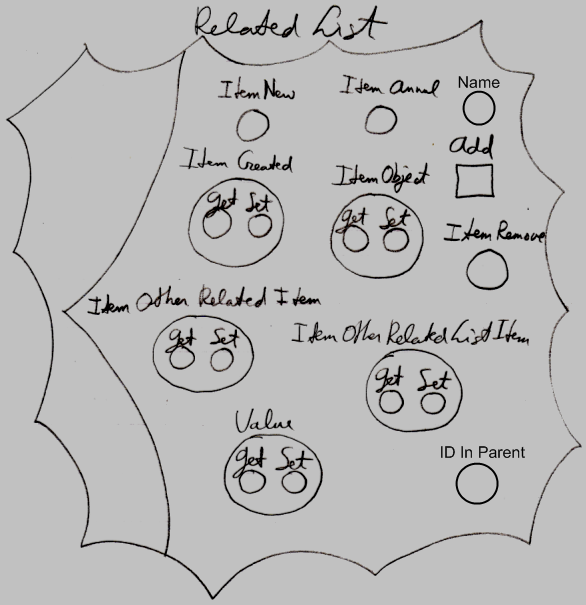 Related List
Item New
Item Annul
Name
Add
Item Created
get Set
Item Object
get Set
Item Remove
Item Other Related Item
get Set
Item Other Related List Item
get Set
Value
get Set
ID In Parent